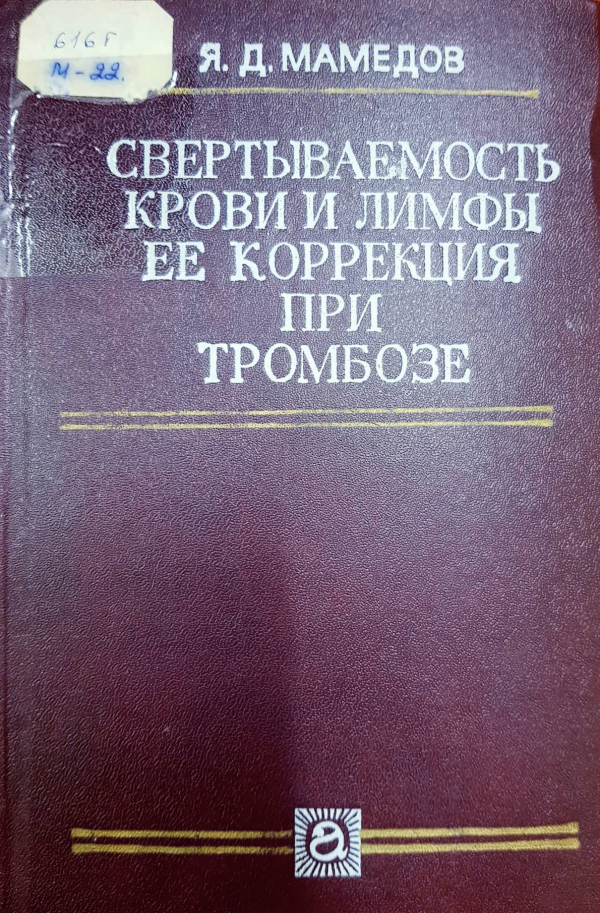 616Г
М-22.
Я. Д. МАМЕДОВ
СВЕРТЫВАЕМОСТЬ
КРОВИ И ЛИМФЫ
ЕЕ КОРРЕКЦИЯ
ПРИ
ТРОМБОЗЕ
а